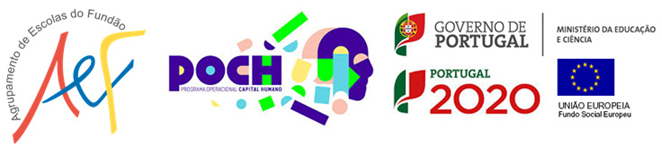 Agrupamento de Escolas do Fundão
AeF
POCH
PROGRAMA OPERACIONAL CAPITAL HUMANO
GOVERNO DE
PORTUGAL
MINISTÉRIO DA EDUCAÇÃO
E CIÊNCIA
PORTUGAL
2020
UNIÃO EUROPEIA
Fundo Social Europeu